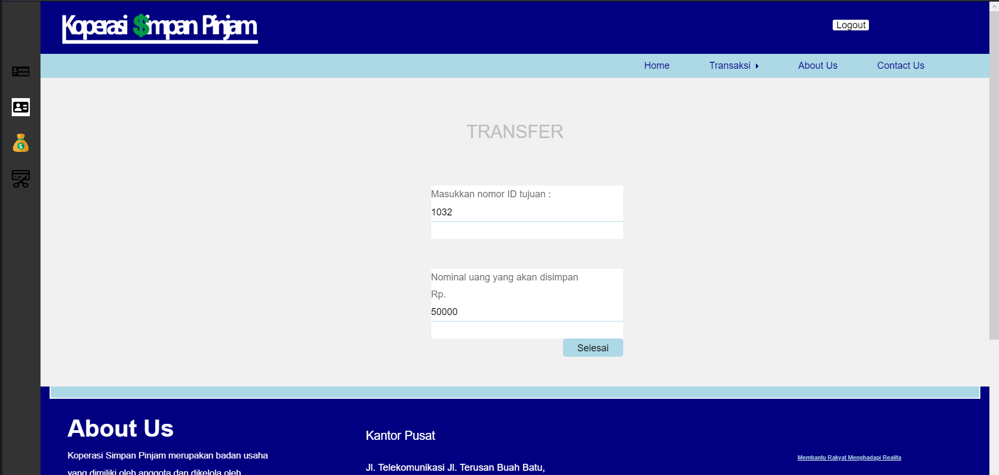 Koperasi $impan Pinjam
Logout
Home
Transaksi
About Us
Contact Us
TRANSFER
Masukkan nomor ID tujuan :
1032
Nominal uang yang akan disimpan
Rp.
50000
Selesai
About Us
Koperasi Simpan Pinjam merupakan badan usaha
yang dimiliki oleh anggota dan dikelola oleh
Kantor Pusat
Jl. Telekomunikasi Jl. Terusan Buah Batu,
Membantu Rakyat Menghadapi Realita